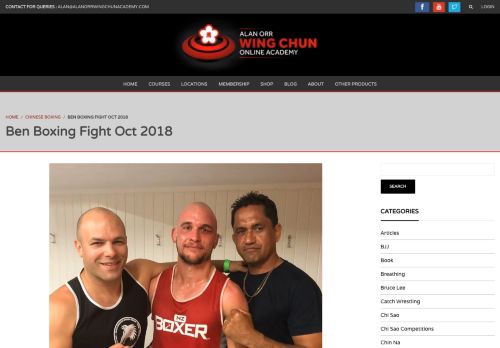 CONTACT FOR QUERIES : ALAN@ALANORRWINGCHUNACADEMY.COM
LOGIN
ALAN ORR
WING CHUN
ONLINE ACADEMY
HOME COURSES LOCATIONS MEMBERSHIP SHOP BLOG ABOUT OTHER PRODUCTS
HOME / CHINESE BOXING / BEN BOXING FIGHT OCT 2018
Ben Boxing Fight Oct 2018
SEARCH
CATEGORIES
Articles
BJJ
Book
Breathing
Bruce Lee
Catch Wrestling
Chi Sao
Chi Sao Competitions
Chin Na
NZ
BOXER